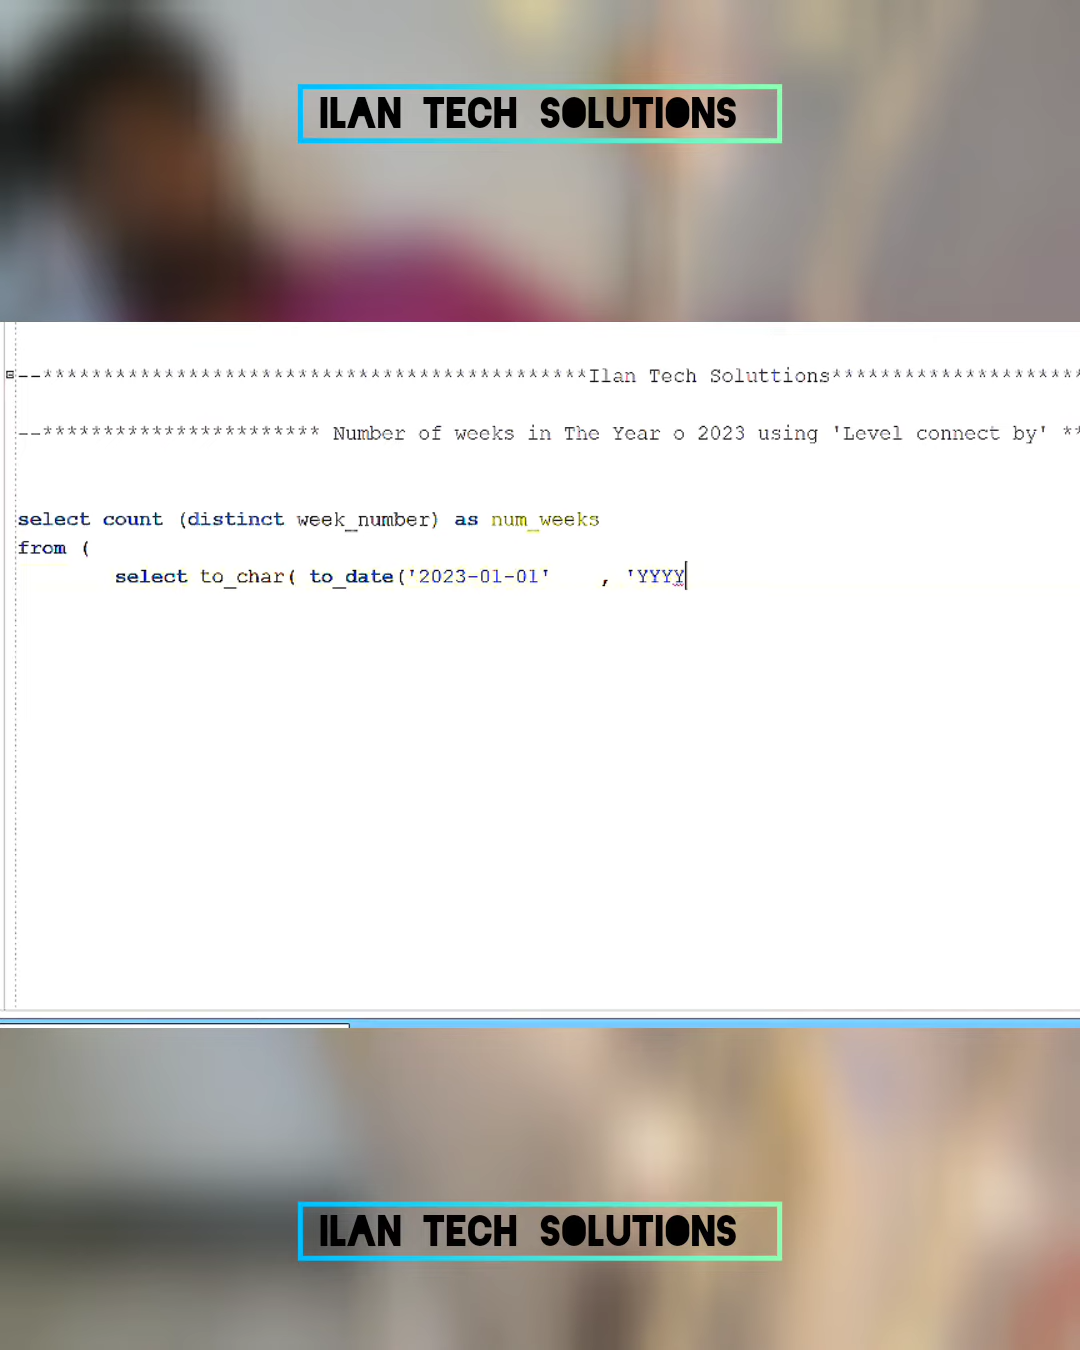 ILAN TECH SOLUTIONS
--*********************************************Ilan Tech Soluttions*********************
--*********************** Number of weeks in The Year o 2023 using 'Level connect by' **
select count (distinct week_number) as num_weeks
from (
select to_char( to_date('2023-01-01' , 'YYYY
ILAN TECH SOLUTIONS